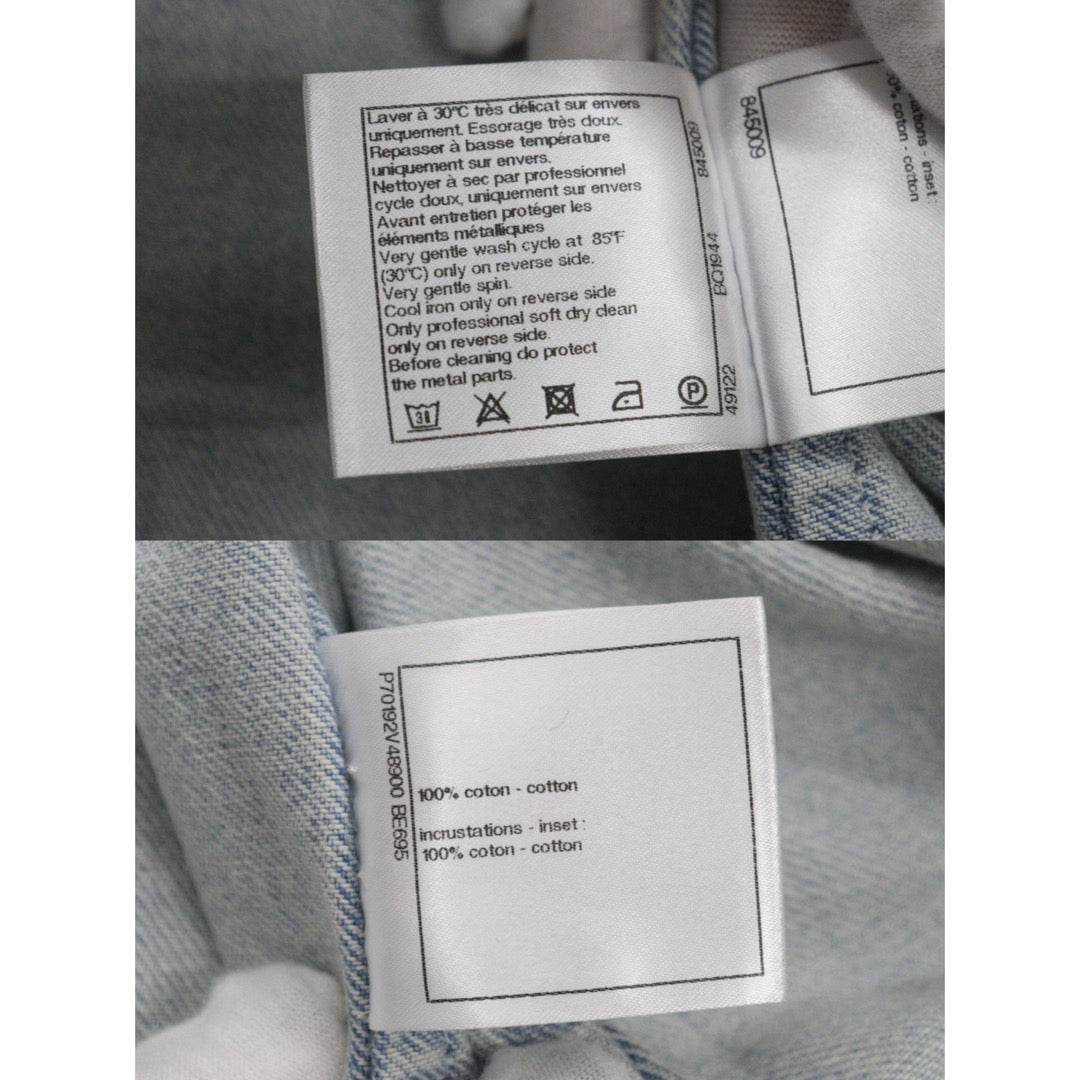 Laver à 30°C très délicat sur envers
uniquement. Essorage très doux.
Repasser à basse température
uniquement sur envers.
Nettoyer à sec par professionnel
cycle doux, uniquement sur envers
Avant entretien protéger les
éléments métalliques
Very gentle wash cycle at 85°F
(30°C) only on reverse side.
Very gentle spin.
Cool iron only on reverse side
Only professional soft dry clean
only on reverse side.
Before cleaning do protect
the metal parts.
30
P
49122 BQ1944 845009
845009
- inset :
coton - cotton
P70192V48900 BE695
100% coton - cotton
incrustations - inset :
100% coton - cotton